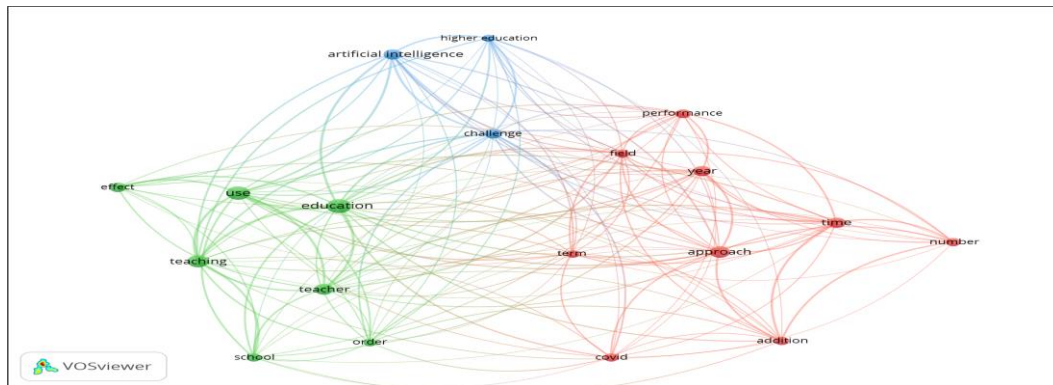 higher education
artificial intelligence
performance
challenge
field
year
effect
use
education
time
number
term
approach
teaching
teacher
order
addition
school
covid
VOSviewer